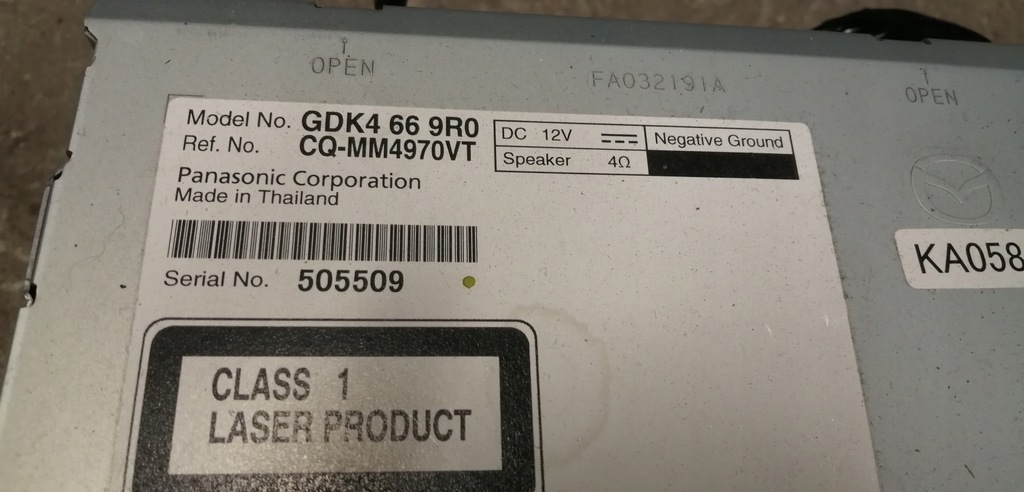 OPEN
FA032191A
OPEN
Model No. GDK4 66 9R0
Ref. No. CQ-MM4970VT
DC 12V
Negative Ground
Speaker 4Ω
Panasonic Corporation
Made in Thailand
Serial No. 505509
KA058
CLASS 1
LASER PRODUCT